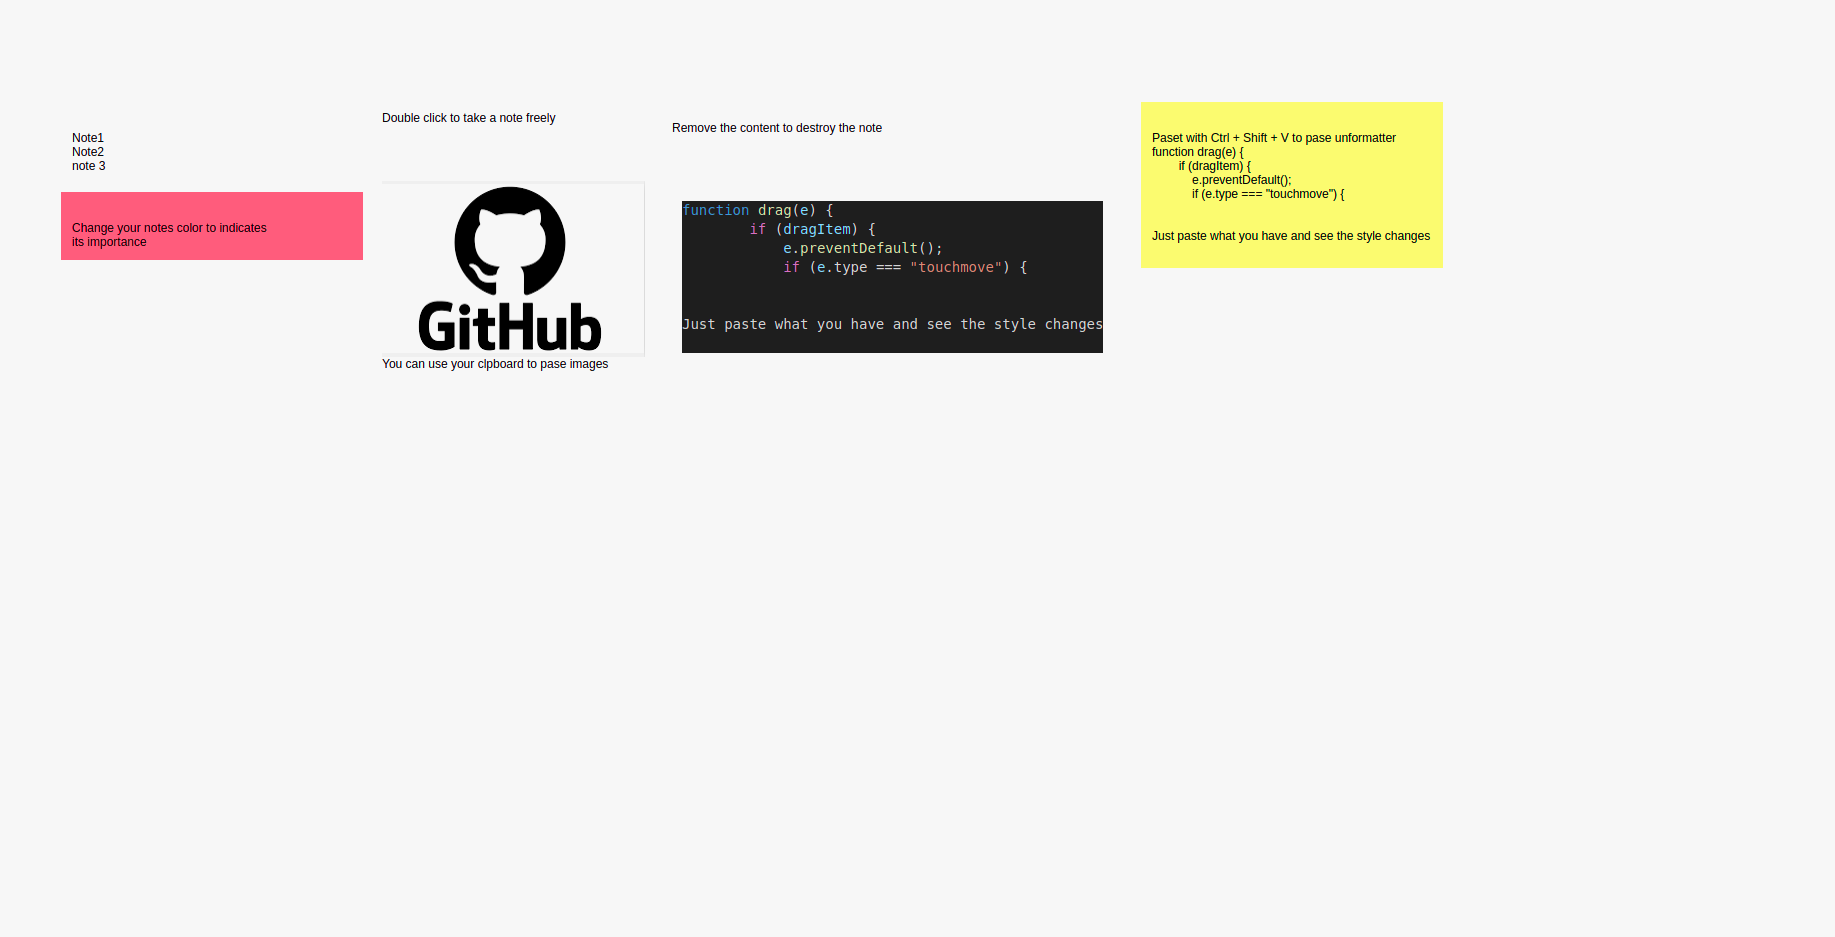 Note1
Note2
note 3
Change your notes color to indicates
its importance
Double click to take a note freely
GitHub
You can use your clpboard to pase images
Remove the content to destroy the note
function drag(e) {
        if (dragItem) {
            e.preventDefault();
            if (e.type === "touchmove") {
Just paste what you have and see the style changes
Paset with Ctrl + Shift + V to pase unformatter
function drag(e) {
        if (dragItem) {
            e.preventDefault();
            if (e.type === "touchmove") {
Just paste what you have and see the style changes